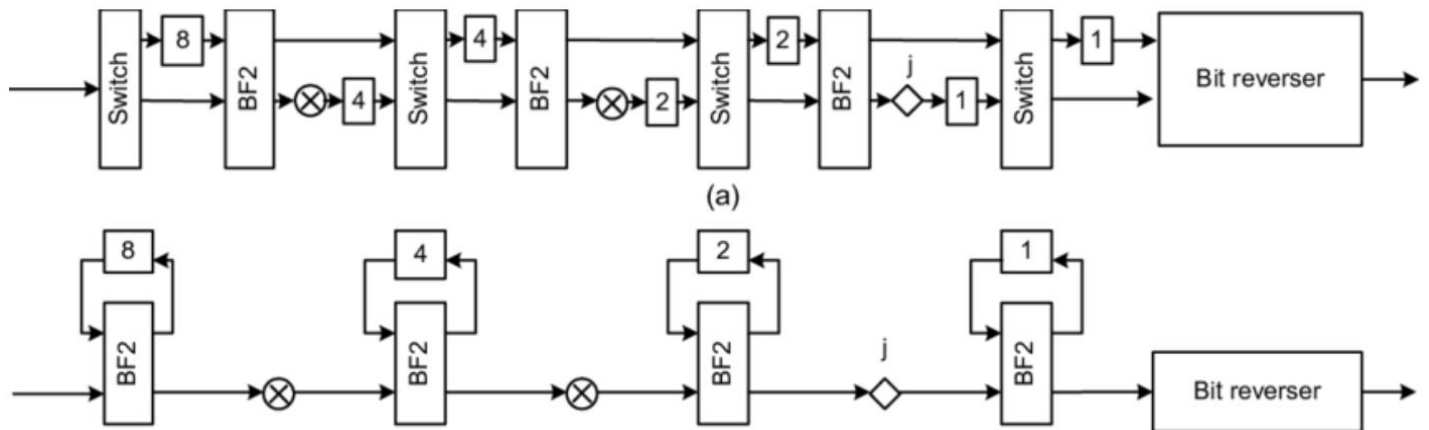 8 4 2 1
Switch BF2 Switch BF2 Switch BF2 Switch Bit reverser
j
4 2 1
(a)
8 4 2 1
BF2 BF2 BF2 j BF2
Bit reverser